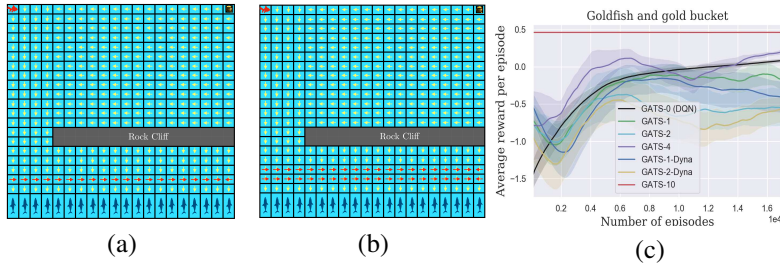 Goldfish and gold bucket
Rock Cliff
Rock Cliff
Average reward per episode
0.5
0.0
−0.5
−1.0
−1.5
GATS-0 (DQN)
GATS-1
GATS-2
GATS-4
GATS-1-Dyna
GATS-2-Dyna
GATS-10
0.2 0.4 0.6 0.8 1.0 1.2 1.4 1.6
1e4
Number of episodes
(a) (b) (c)